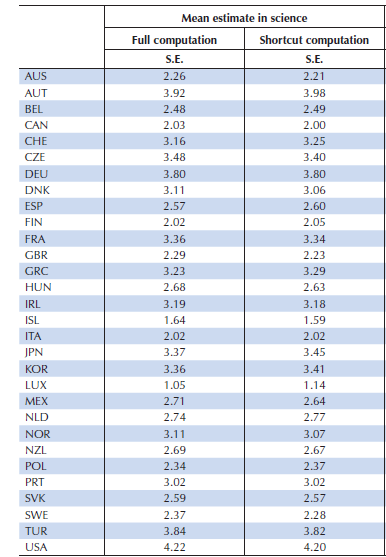 Mean estimate in science
Full computation Shortcut computation
S.E. S.E.
AUS 2.26 2.21
AUT 3.92 3.98
BEL 2.48 2.49
CAN 2.03 2.00
CHE 3.16 3.25
CZE 3.48 3.40
DEU 3.80 3.80
DNK 3.11 3.06
ESP 2.57 2.60
FIN 2.02 2.05
FRA 3.36 3.34
GBR 2.29 2.23
GRC 3.23 3.29
HUN 2.68 2.63
IRL 3.19 3.18
ISL 1.64 1.59
ITA 2.02 2.02
JPN 3.37 3.45
KOR 3.36 3.41
LUX 1.05 1.14
MEX 2.71 2.64
NLD 2.74 2.77
NOR 3.11 3.07
NZL 2.69 2.67
POL 2.34 2.37
PRT 3.02 3.02
SVK 2.59 2.57
SWE 2.37 2.28
TUR 3.84 3.82
USA 4.22 4.20